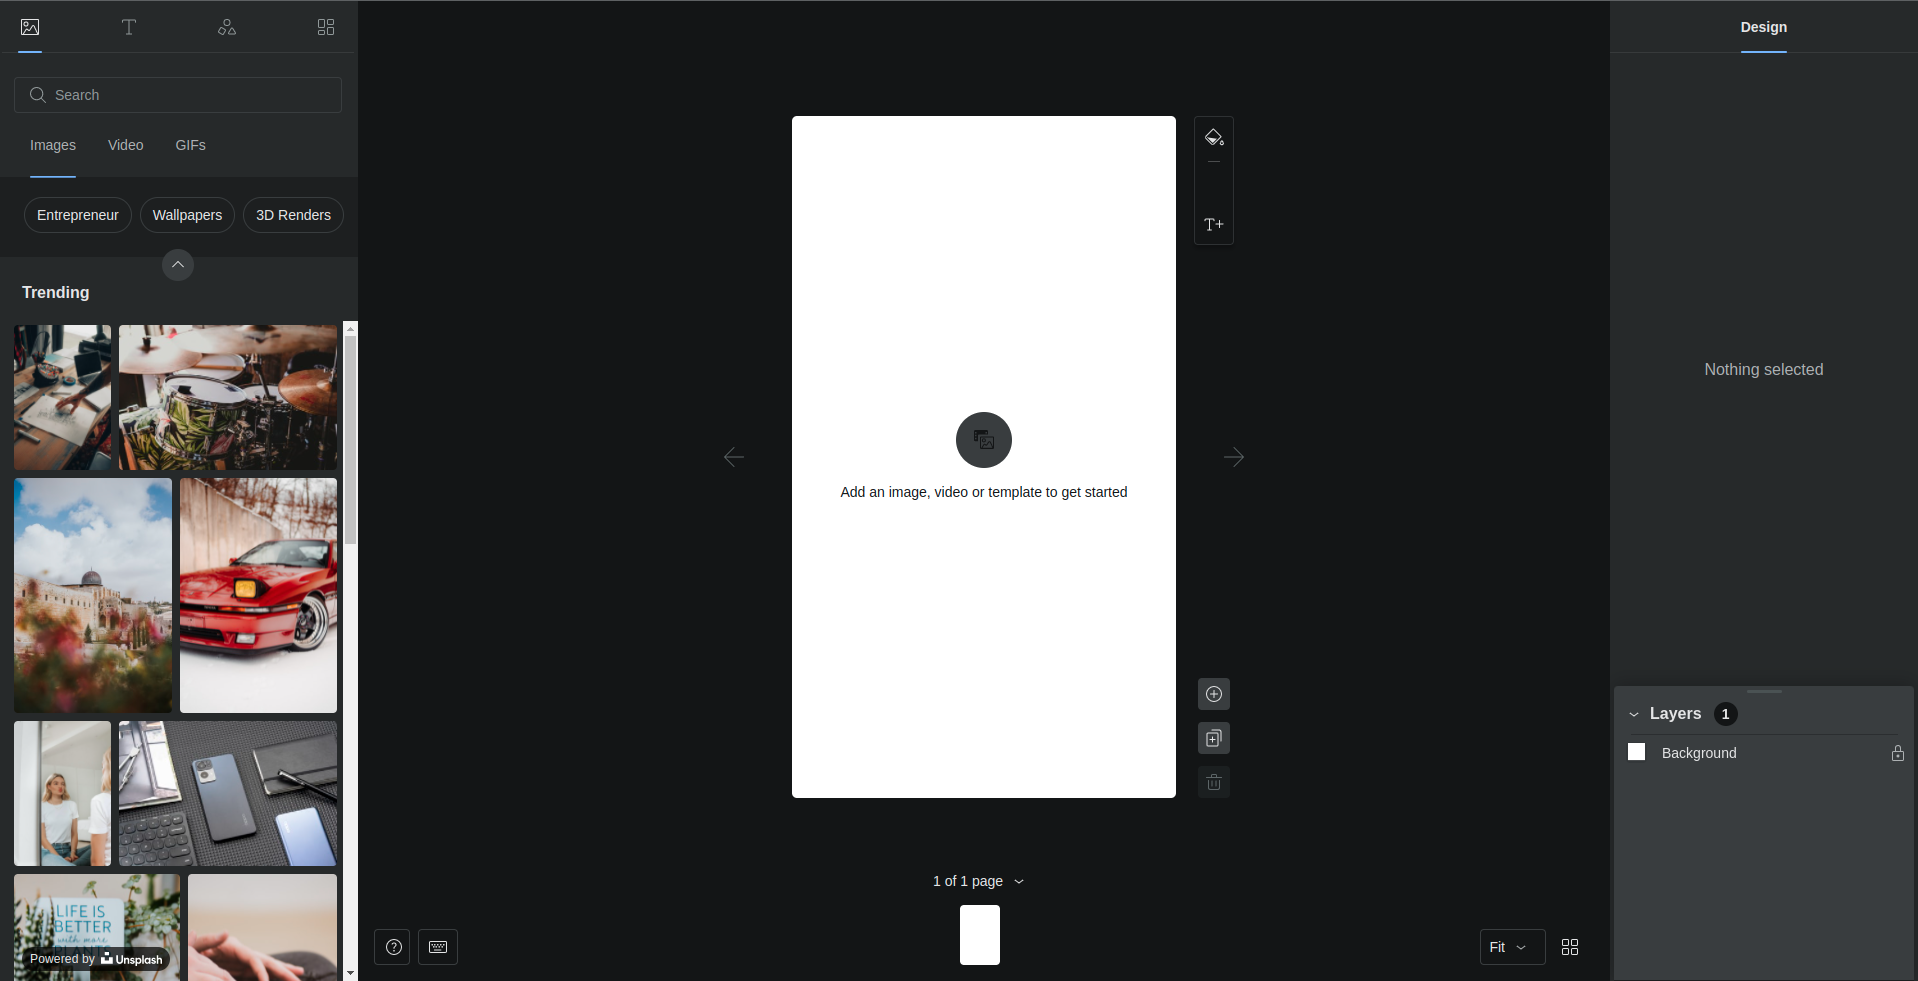 Design
Search
Images
Video
GIFs
Entrepreneur
Wallpapers
3D Renders
Trending
T+
Nothing selected
Add an image, video or template to get started
Layers 1
Background
LIFE IS
BETTER
with more
PLANTS
Powered by Unsplash
1 of 1 page
Fit